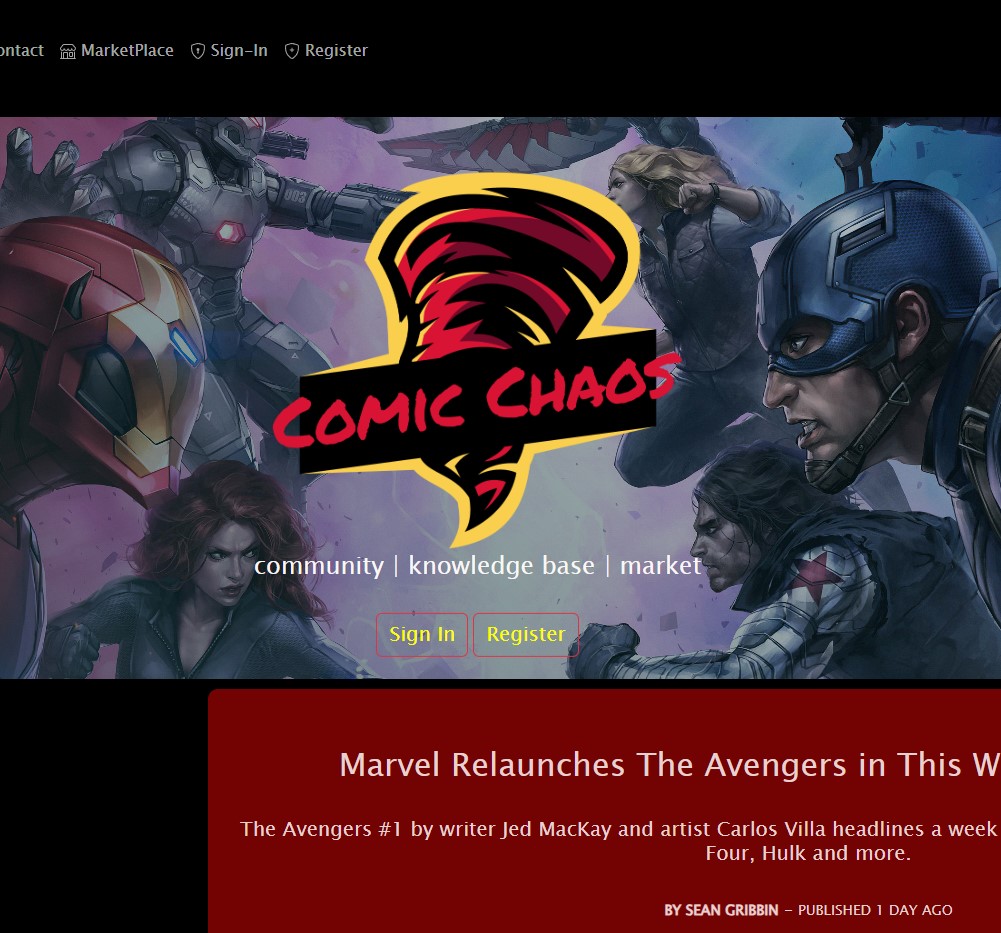 ontact MarketPlace Sign-In Register
003
COMIC CHAOS
community | knowledge base | market
Sign In Register
Marvel Relaunches The Avengers in This W
The Avengers #1 by writer Jed MacKay and artist Carlos Villa headlines a week
Four, Hulk and more.
BY SEAN GRIBBIN – PUBLISHED 1 DAY AGO